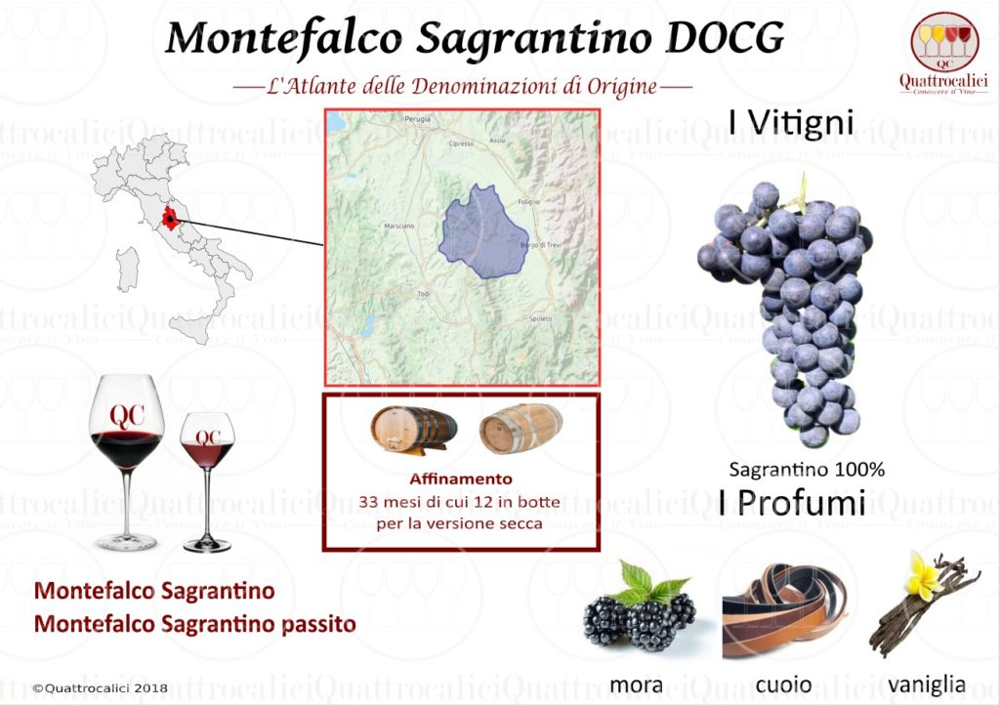 Montefalco Sagrantino DOCG
L'Atlante delle Denominazioni di Origine
QC
Quattrocalici
Conoscere il Vino
I Vitigni
Perugia
Assisi
Cipresso
Foligno
Marsciano
Borgo di Trevi
Todi
Spoleto
QC
QC
Affinamento
33 mesi di cui 12 in botte
per la versione secca
Sagrantino 100%
I Profumi
Montefalco Sagrantino
Montefalco Sagrantino passito
mora
cuoio
vaniglia
©Quattrocalici 2018